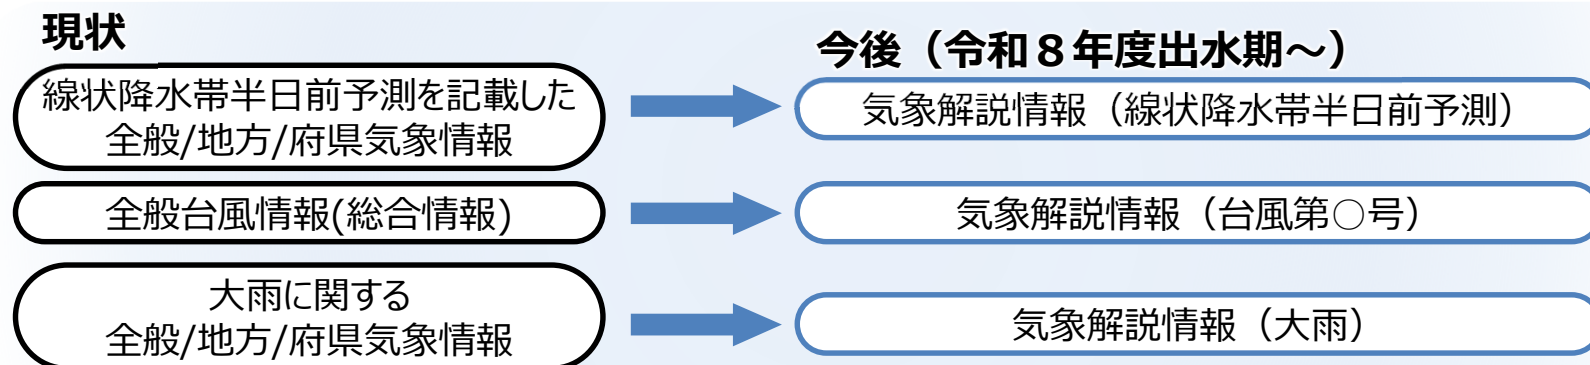 現状
今後（令和８年度出水期～）
線状降水帯半日前予測を記載した
全般/地方/府県気象情報
気象解説情報（線状降水帯半日前予測）
全般台風情報(総合情報)
気象解説情報（台風第○号）
大雨に関する
全般/地方/府県気象情報
気象解説情報（大雨）